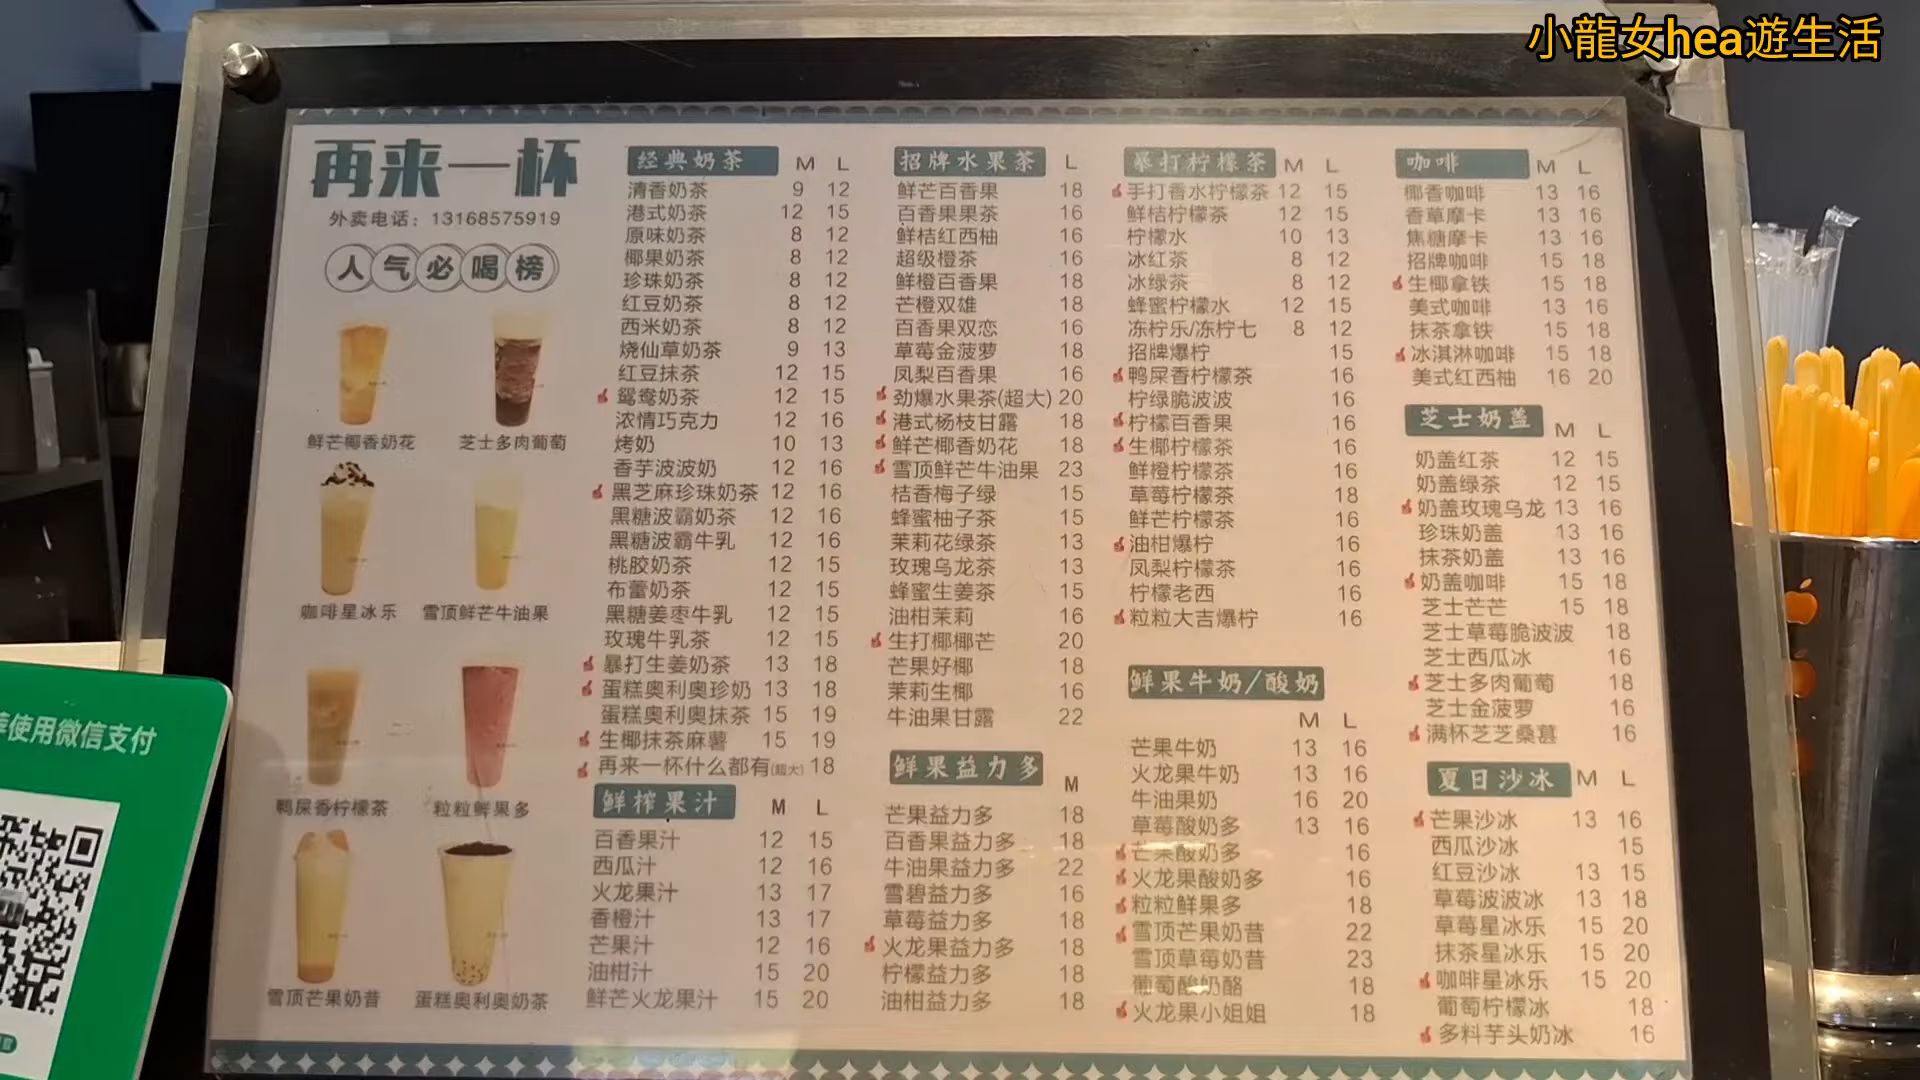 小龍女hea遊生活
再来一杯
外卖电话：13168575919
人气必喝榜
鲜芒椰香奶花
芝士多肉葡萄
咖啡星冰乐
雪顶鲜芒牛油果
鸭屎香柠檬茶
粒粒鲜果多
雪顶芒果奶昔
蛋糕奥利奥奶茶
经典奶茶 M L
清香奶茶 9 12
港式奶茶 12 15
原味奶茶 8 12
椰果奶茶 8 12
珍珠奶茶 8 12
红豆奶茶 8 12
西米奶茶 8 12
烧仙草奶茶 9 13
红豆抹茶 12 15
鸳鸯奶茶 12 15
浓情巧克力 12 16
烤奶 10 13
香芋波波奶 12 16
黑芝麻珍珠奶茶 12 16
黑糖波霸奶茶 12 16
黑糖波霸牛乳 12 16
桃胶奶茶 12 15
布蕾奶茶 12 15
黑糖姜枣牛乳 12 15
玫瑰牛乳茶 12 15
暴打生姜奶茶 13 18
蛋糕奥利奥珍奶 13 18
蛋糕奥利奥抹茶 15 19
生椰抹茶麻薯 15 19
再来一杯什么都有(超大) 18
鲜榨果汁 M L
百香果汁 12 15
西瓜汁 12 16
火龙果汁 13 17
香橙汁 13 17
芒果汁 12 16
油柑汁 15 20
鲜芒火龙果汁 15 20
招牌水果茶 L
鲜芒百香果 18
百香果果茶 16
鲜桔红西柚 16
超级橙茶 16
鲜橙百香果 18
芒橙双雄 18
百香果双恋 16
草莓金菠萝 18
凤梨百香果 16
劲爆水果茶(超大) 20
港式杨枝甘露 18
鲜芒椰香奶花 18
雪顶鲜芒牛油果 23
桔香梅子绿 15
蜂蜜柚子茶 15
茉莉花绿茶 13
玫瑰乌龙茶 13
蜂蜜生姜茶 15
油柑茉莉 16
生打椰椰芒 20
芒果好椰 18
茉莉生椰 16
牛油果甘露 22
鲜果益力多 M
芒果益力多 18
百香果益力多 18
牛油果益力多 22
雪碧益力多 16
草莓益力多 18
火龙果益力多 18
柠檬益力多 18
油柑益力多 18
暴打柠檬茶 M L
手打香水柠檬茶 12 15
鲜桔柠檬茶 12 15
柠檬水 10 13
冰红茶 8 12
冰绿茶 8 12
蜂蜜柠檬水 12 15
冻柠乐/冻柠七 8 12
招牌爆柠 15
鸭屎香柠檬茶 16
柠绿脆波波 16
柠檬百香果 16
生椰柠檬茶 16
鲜橙柠檬茶 16
草莓柠檬茶 18
鲜芒柠檬茶 16
油柑爆柠 16
凤梨柠檬茶 16
柠檬老西 16
粒粒大吉爆柠 16
鲜果牛奶/酸奶
M L
芒果牛奶 13 16
火龙果牛奶 13 16
牛油果奶 16 20
草莓酸奶多 13 16
芒果酸奶多 16
火龙果酸奶多 16
粒粒鲜果多 18
雪顶芒果奶昔 22
雪顶草莓奶昔 23
葡萄酸奶酪 18
火龙果小姐姐 18
咖啡 M L
椰香咖啡 13 16
香草摩卡 13 16
焦糖摩卡 13 16
招牌咖啡 15 18
生椰拿铁 15 18
美式咖啡 13 16
抹茶拿铁 15 18
冰淇淋咖啡 15 18
美式红西柚 16 20
芝士奶盖 M L
奶盖红茶 12 15
奶盖绿茶 12 15
奶盖玫瑰乌龙 13 16
珍珠奶盖 13 16
抹茶奶盖 13 16
奶盖咖啡 15 18
芝士芒芒 15 18
芝士草莓脆波波 18
芝士西瓜冰 16
芝士多肉葡萄 18
芝士金菠萝 16
满杯芝芝桑葚 16
夏日沙冰 M L
芒果沙冰 13 16
西瓜沙冰 15
红豆沙冰 13 15
草莓波波冰 13 18
草莓星冰乐 15 20
抹茶星冰乐 15 20
咖啡星冰乐 15 20
葡萄柠檬冰 18
多料芋头奶冰 16
使用微信支付